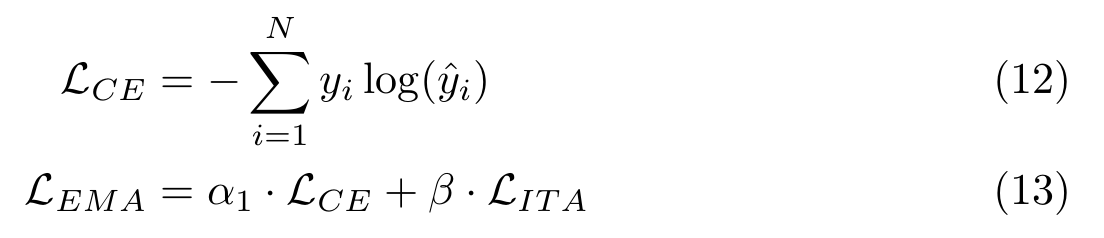 \mathcal{L}_{CE} = -\sum_{i=1}^{N} y_i \log(\hat{y}_i) (12)
\mathcal{L}_{EMA} = \alpha_1 \cdot \mathcal{L}_{CE} + \beta \cdot \mathcal{L}_{ITA} (13)